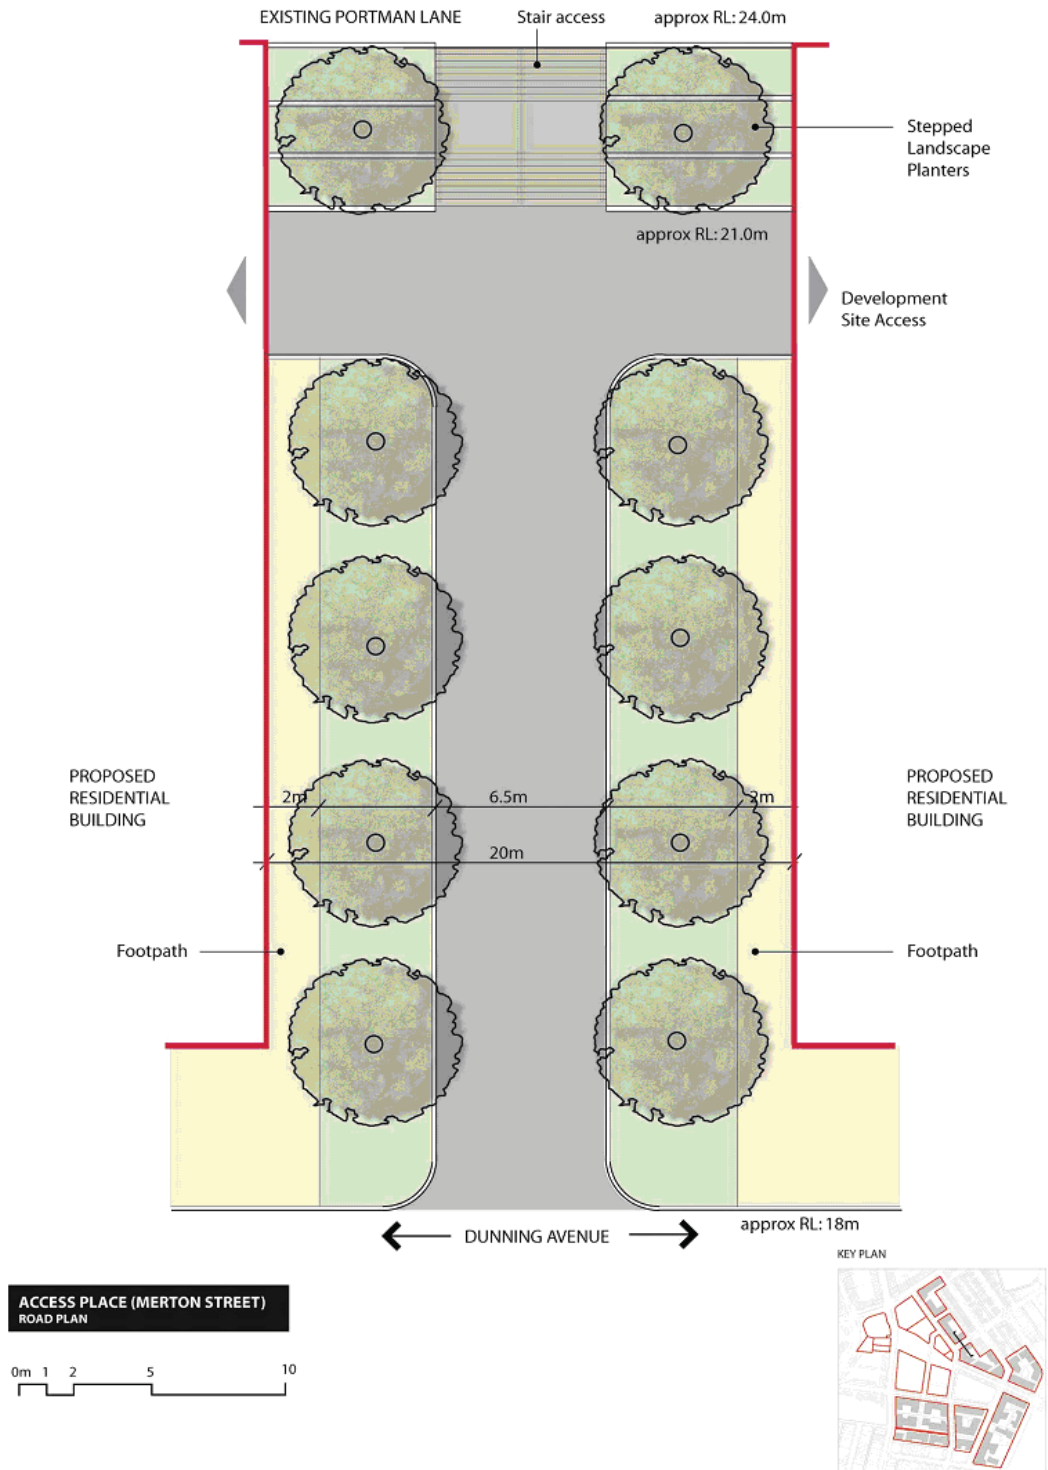 EXISTING PORTMAN LANE
Stair access
approx RL: 24.0m
Stepped
Landscape
Planters
approx RL: 21.0m
Development
Site Access
PROPOSED
RESIDENTIAL
BUILDING
2m
6.5m
2m
PROPOSED
RESIDENTIAL
BUILDING
20m
Footpath
Footpath
approx RL: 18m
DUNNING AVENUE
KEY PLAN
ACCESS PLACE (MERTON STREET)
ROAD PLAN
0m 1 2 5 10